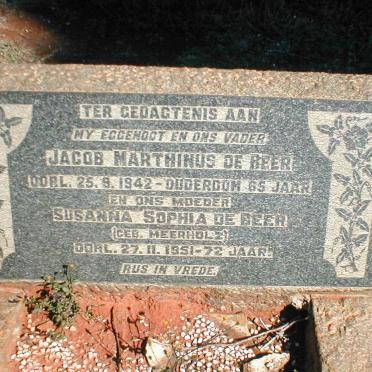 TER GEDAGTENIS AAN
MY EGGENOOT EN ONS VADER
JACOB MARTHINUS DE BEER
OORL. 25.9.1942 - OUDERDOM 65 JAAR
EN ONS MOEDER
SUSANNA SOPHIA DE BEER
(GEB. MEERHOLZ)
OORL. 27.11.1951 - 72 JAAR.
RUS IN VREDE.